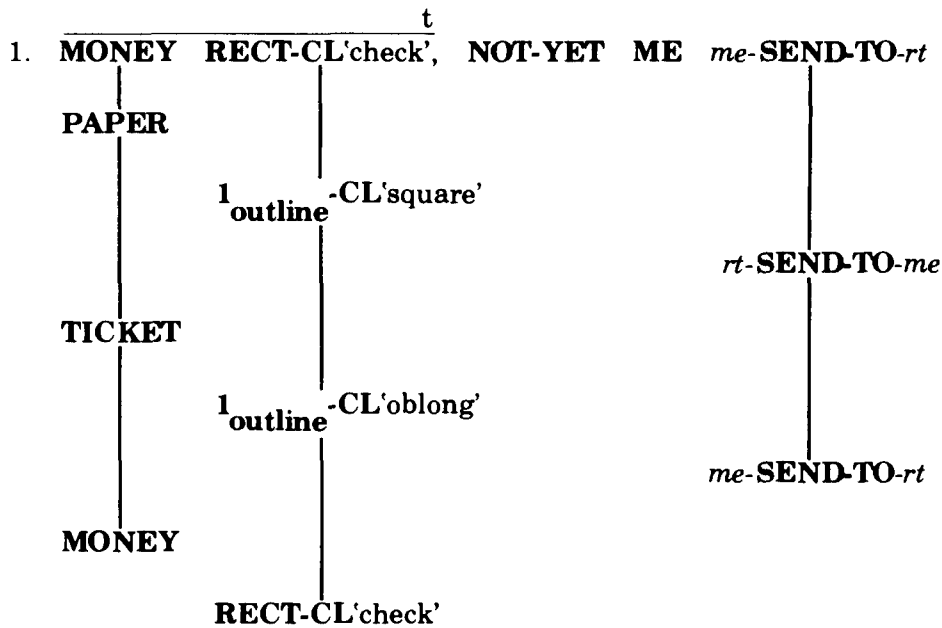 t
1. MONEY RECT-CL‘check’, NOT-YET ME me-SEND-TO-rt
PAPER
1outline-CL‘square’
rt-SEND-TO-me
TICKET
1outline-CL‘oblong’
me-SEND-TO-rt
MONEY
RECT-CL‘check’